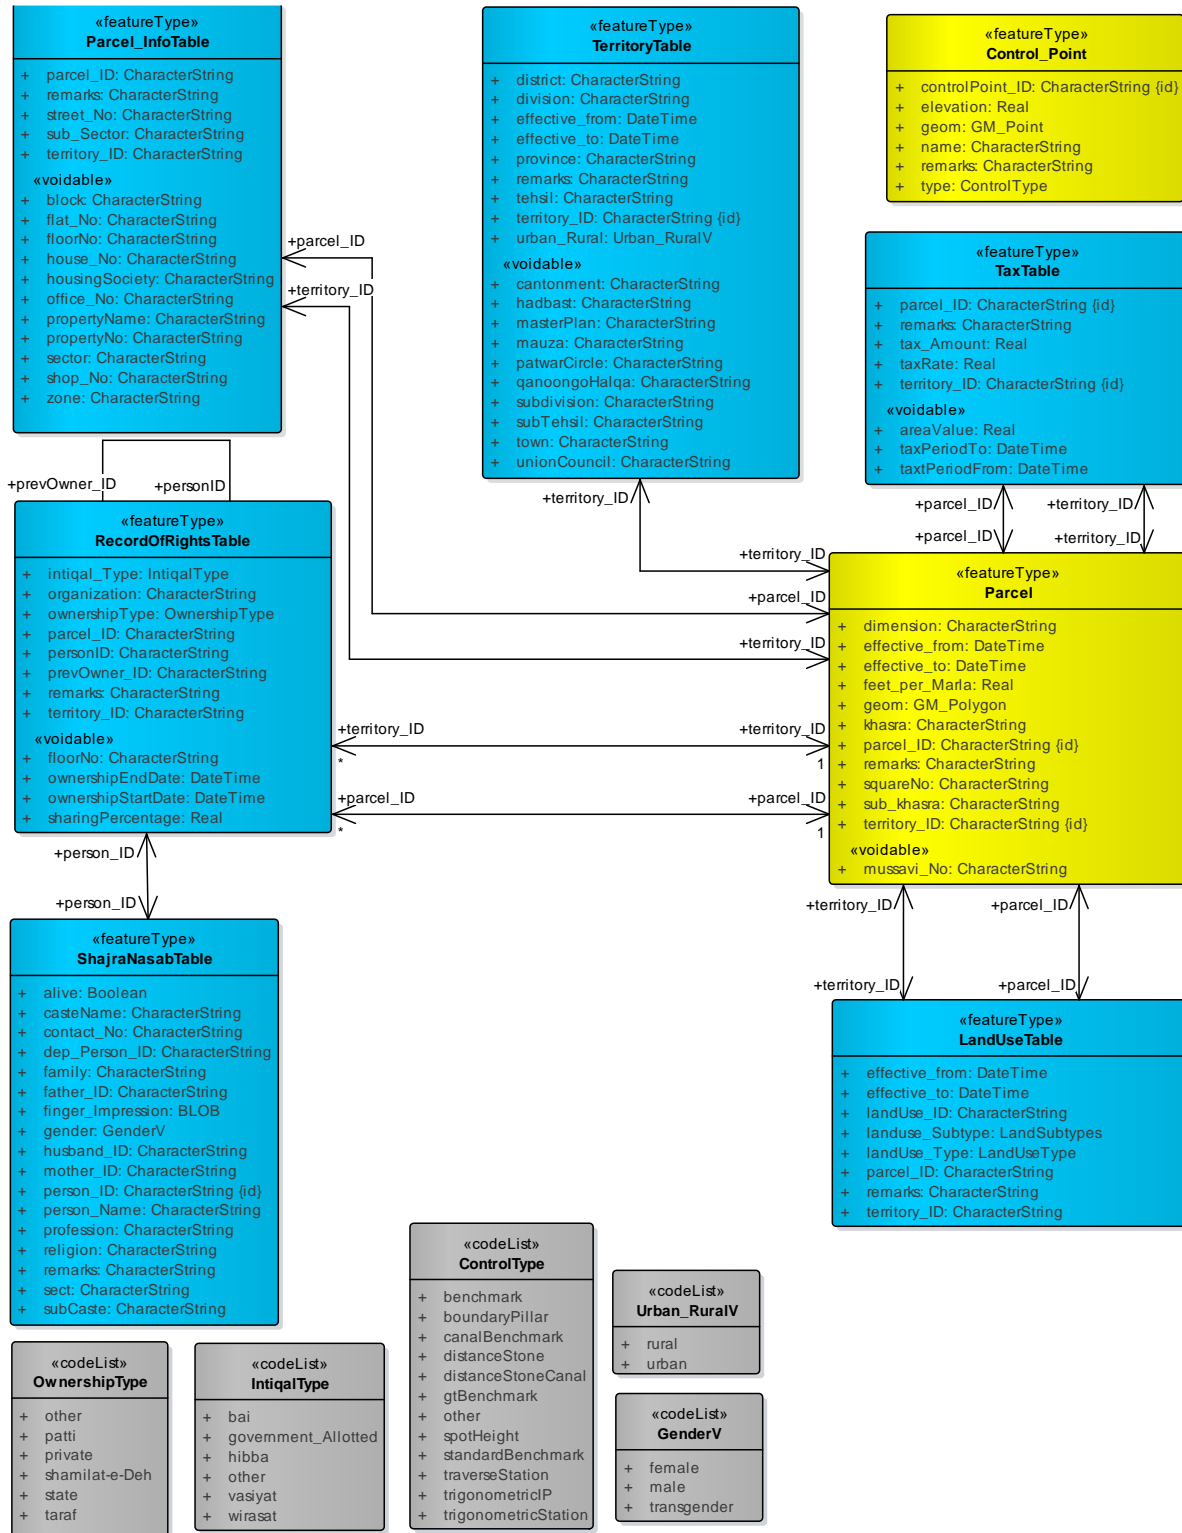 «featureType»
Parcel_InfoTable
+ parcel_ID: CharacterString
+ remarks: CharacterString
+ street_No: CharacterString
+ sub_Sector: CharacterString
+ territory_ID: CharacterString
«voidable»
+ block: CharacterString
+ flat_No: CharacterString
+ floorNo: CharacterString
+ house_No: CharacterString
+ housingSociety: CharacterString
+ office_No: CharacterString
+ propertyName: CharacterString
+ propertyNo: CharacterString
+ sector: CharacterString
+ shop_No: CharacterString
+ zone: CharacterString
«featureType»
TerritoryTable
+ district: CharacterString
+ division: CharacterString
+ effective_from: DateTime
+ effective_to: DateTime
+ province: CharacterString
+ remarks: CharacterString
+ tehsil: CharacterString
+ territory_ID: CharacterString {id}
+ urban_Rural: Urban_RuralV
«voidable»
+ cantonment: CharacterString
+ hadbast: CharacterString
+ masterPlan: CharacterString
+ mauza: CharacterString
+ patwarCircle: CharacterString
+ qanoongoHalqa: CharacterString
+ subdivision: CharacterString
+ subTehsil: CharacterString
+ town: CharacterString
+ unionCouncil: CharacterString
«featureType»
Control_Point
+ controlPoint_ID: CharacterString {id}
+ elevation: Real
+ geom: GM_Point
+ name: CharacterString
+ remarks: CharacterString
+ type: ControlType
«featureType»
TaxTable
+ parcel_ID: CharacterString {id}
+ remarks: CharacterString
+ tax_Amount: Real
+ taxRate: Real
+ territory_ID: CharacterString {id}
«voidable»
+ areaValue: Real
+ taxPeriodTo: DateTime
+ taxtPeriodFrom: DateTime
+parcel_ID
+territory_ID
+prevOwner_ID
+personID
+territory_ID
+parcel_ID
+territory_ID
+parcel_ID
+territory_ID
«featureType»
RecordOfRightsTable
+ intiqal_Type: IntiqalType
+ organization: CharacterString
+ ownershipType: OwnershipType
+ parcel_ID: CharacterString
+ personID: CharacterString
+ prevOwner_ID: CharacterString
+ remarks: CharacterString
+ territory_ID: CharacterString
«voidable»
+ floorNo: CharacterString
+ ownershipEndDate: DateTime
+ ownershipStartDate: DateTime
+ sharingPercentage: Real
+territory_ID
+parcel_ID
+territory_ID
+territory_ID
+territory_ID
*
1
+parcel_ID
+parcel_ID
*
1
«featureType»
Parcel
+ dimension: CharacterString
+ effective_from: DateTime
+ effective_to: DateTime
+ feet_per_Marla: Real
+ geom: GM_Polygon
+ khasra: CharacterString
+ parcel_ID: CharacterString {id}
+ remarks: CharacterString
+ squareNo: CharacterString
+ sub_khasra: CharacterString
+ territory_ID: CharacterString {id}
«voidable»
+ mussavi_No: CharacterString
+person_ID
+person_ID
+territory_ID
+parcel_ID
+territory_ID
+parcel_ID
«featureType»
ShajraNasabTable
+ alive: Boolean
+ casteName: CharacterString
+ contact_No: CharacterString
+ dep_Person_ID: CharacterString
+ family: CharacterString
+ father_ID: CharacterString
+ finger_Impression: BLOB
+ gender: GenderV
+ husband_ID: CharacterString
+ mother_ID: CharacterString
+ person_ID: CharacterString {id}
+ person_Name: CharacterString
+ profession: CharacterString
+ religion: CharacterString
+ remarks: CharacterString
+ sect: CharacterString
+ subCaste: CharacterString
«featureType»
LandUseTable
+ effective_from: DateTime
+ effective_to: DateTime
+ landUse_ID: CharacterString
+ landuse_Subtype: LandSubtypes
+ landUse_Type: LandUseType
+ parcel_ID: CharacterString
+ remarks: CharacterString
+ territory_ID: CharacterString
«codeList»
OwnershipType
+ other
+ patti
+ private
+ shamilat-e-Deh
+ state
+ taraf
«codeList»
IntiqalType
+ bai
+ government_Allotted
+ hibba
+ other
+ vasiyat
+ wirasat
«codeList»
ControlType
+ benchmark
+ boundaryPillar
+ canalBenchmark
+ distanceStone
+ distanceStoneCanal
+ gtBenchmark
+ other
+ spotHeight
+ standardBenchmark
+ traverseStation
+ trigonometricIP
+ trigonometricStation
«codeList»
Urban_RuralV
+ rural
+ urban
«codeList»
GenderV
+ female
+ male
+ transgender